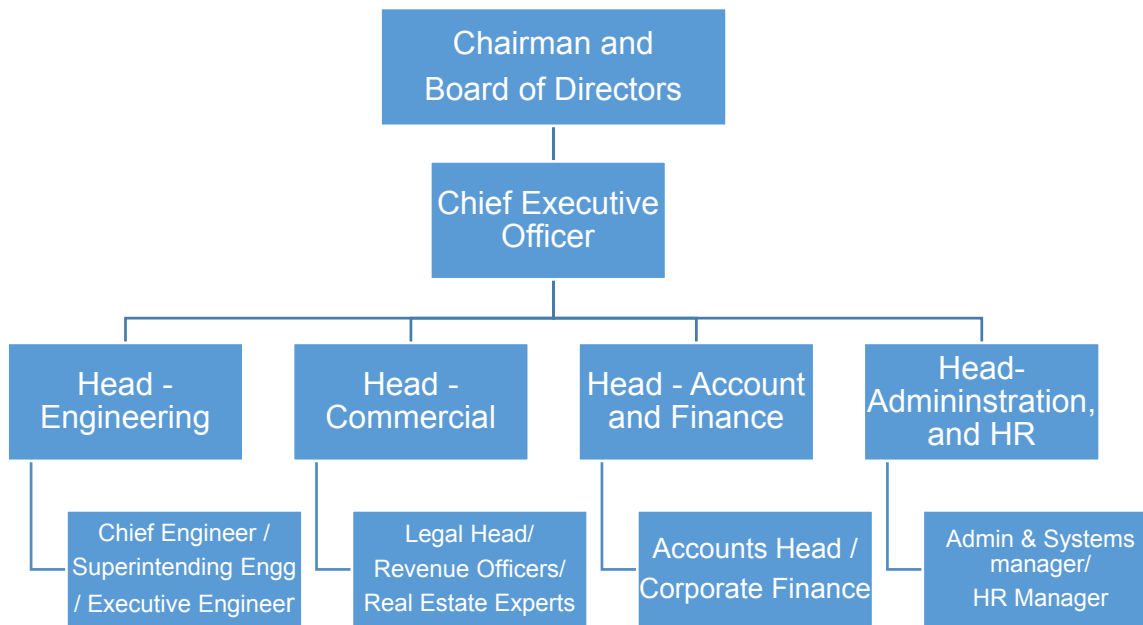 Chairman and
Board of Directors
Chief Executive
Officer
Head -
Engineering
Head -
Commercial
Head - Account
and Finance
Head-
Admininstration,
and HR
Chief Engineer /
Superintending Engg
/ Executive Engineer
Legal Head/
Revenue Officers/
Real Estate Experts
Accounts Head /
Corporate Finance
Admin & Systems
manager/
HR Manager